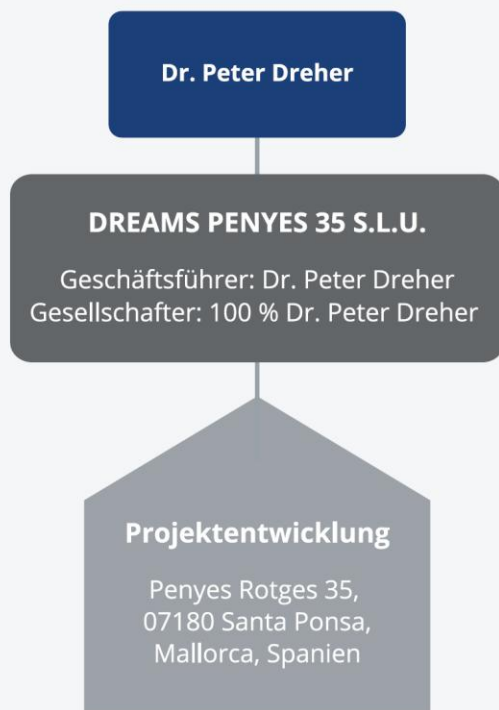 Dr. Peter Dreher
DREAMS PENYES 35 S.L.U.
Geschäftsführer: Dr. Peter Dreher
Gesellschafter: 100 % Dr. Peter Dreher
Projektentwicklung
Penyes Rotges 35,
07180 Santa Ponsa,
Mallorca, Spanien